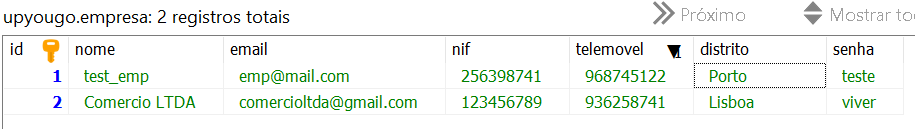 upyougo.empresa: 2 registros totais Próximo Mostrar to
id nome email nif telemovel 1 distrito senha
1 test_emp emp@mail.com 256398741 968745122 Porto teste
2 Comercio LTDA comercioltda@gmail.com 123456789 936258741 Lisboa viver